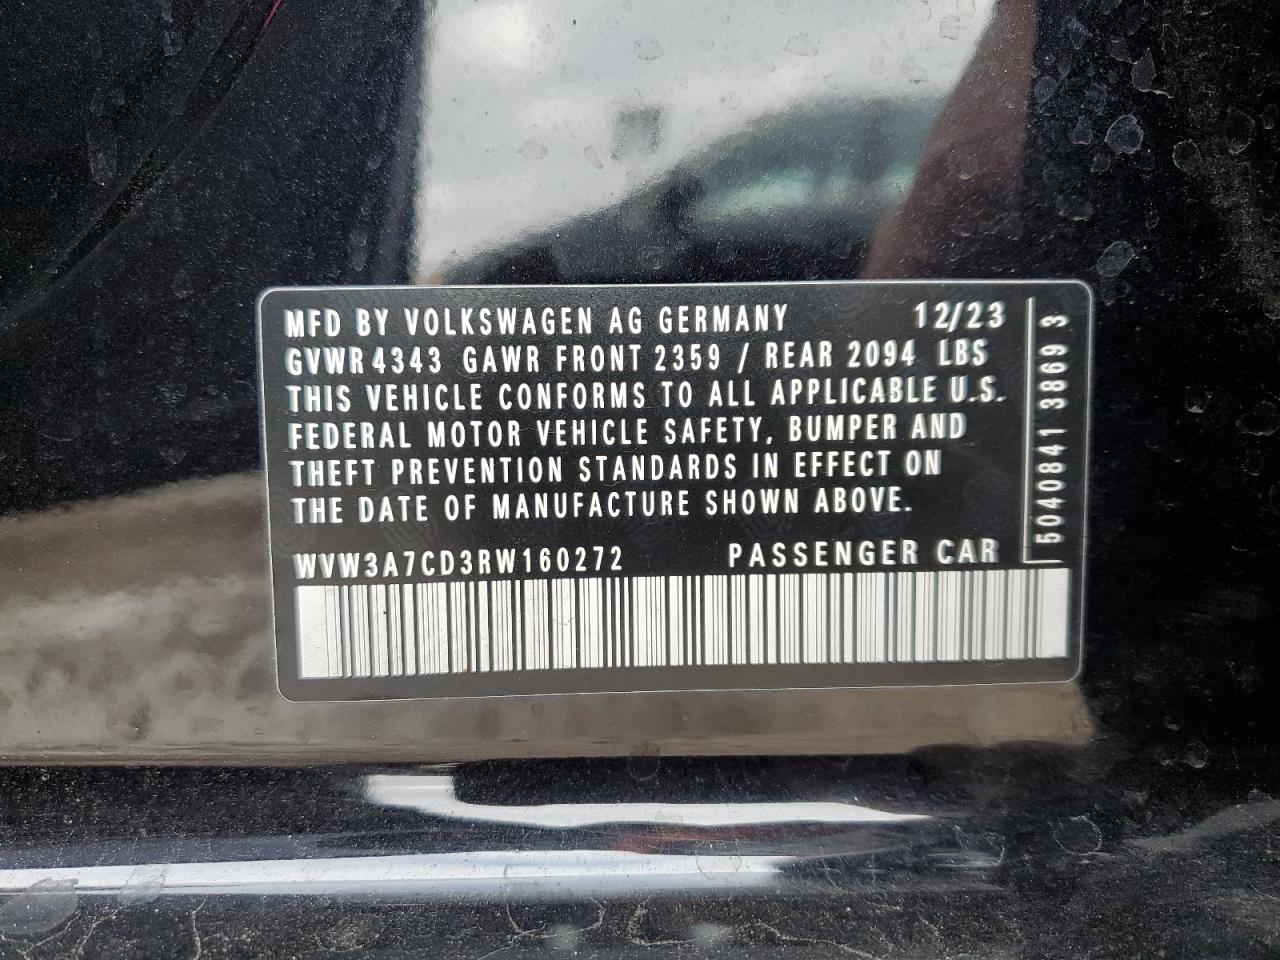 MFD BY VOLKSWAGEN AG GERMANY 12/23
GVWR 4343 GAWR FRONT 2359 / REAR 2094 LBS
THIS VEHICLE CONFORMS TO ALL APPLICABLE U.S.
FEDERAL MOTOR VEHICLE SAFETY, BUMPER AND
THEFT PREVENTION STANDARDS IN EFFECT ON
THE DATE OF MANUFACTURE SHOWN ABOVE.
WVW3A7CD3RW160272 PASSENGER CAR
5040841 3869 3